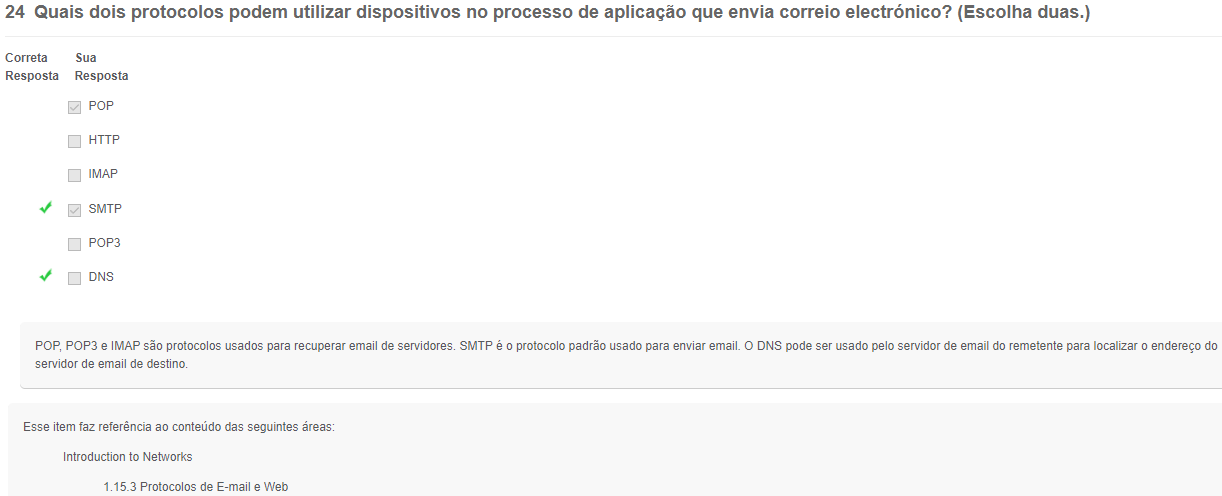 24 Quais dois protocolos podem utilizar dispositivos no processo de aplicação que envia correio electrónico? (Escolha duas.)
Correta Sua
Resposta Resposta
POP
HTTP
IMAP
SMTP
POP3
DNS
POP, POP3 e IMAP são protocolos usados para recuperar email de servidores. SMTP é o protocolo padrão usado para enviar email. O DNS pode ser usado pelo servidor de email do remetente para localizar o endereço do
servidor de email de destino.
Esse item faz referência ao conteúdo das seguintes áreas:
Introduction to Networks
1.15.3 Protocolos de E-mail e Web